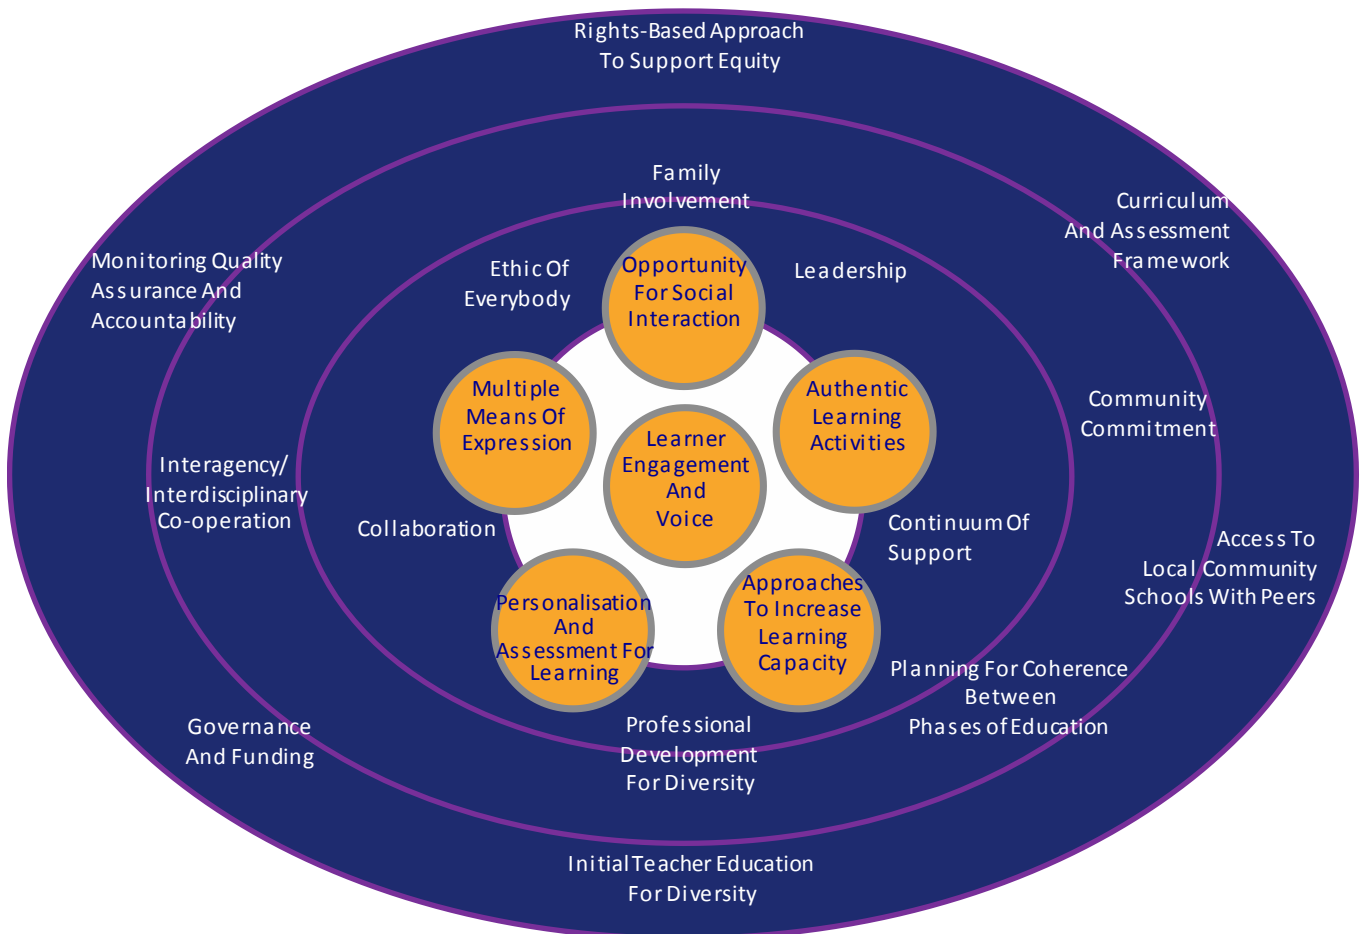 Rights-Based Approach
To Support Equity
Family
Involvement
Curriculum
And Assessment
Framework
Monitoring Quality
Assurance And
Accountability
Ethic Of
Everybody
Opportunity
For Social
Interaction
Leadership
Multiple
Means Of
Expression
Authentic
Learning
Activities
Community
Commitment
Learner
Engagement
And
Voice
Interagency/
Interdisciplinary
Co-operation
Collaboration
Continuum Of
Support
Access To
Local Community
Schools With Peers
Personalisation
And
Assessment For
Learning
Approaches
To Increase
Learning
Capacity
Planning For Coherence
Between
Phases of Education
Governance
And Funding
Professional
Development
For Diversity
Initial Teacher Education
For Diversity